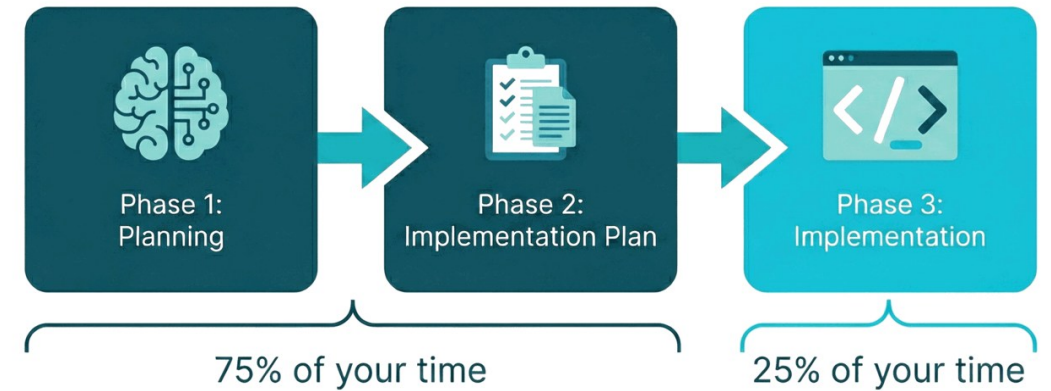 Phase 1:
Planning
Phase 2:
Implementation Plan
Phase 3:
Implementation
75% of your time
25% of your time